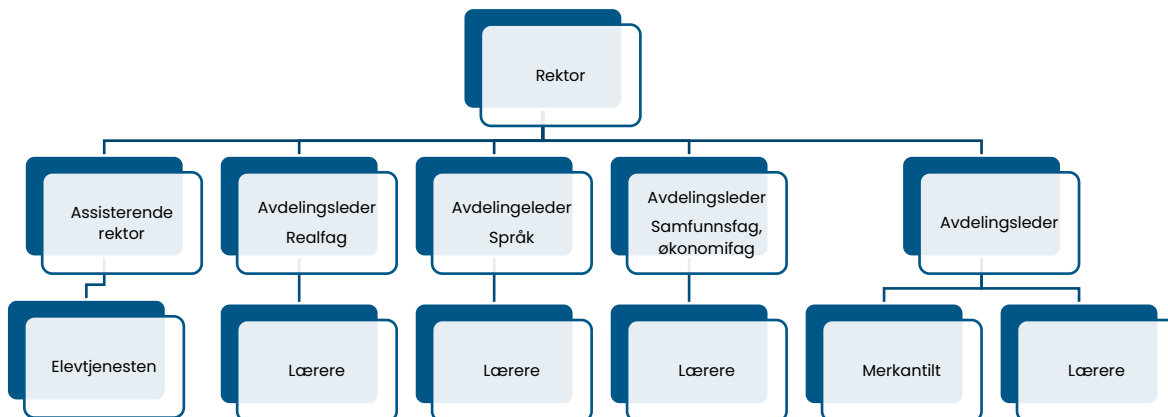 Rektor
Assisterende
rektor
Avdelingsleder
Realfag
Avdelingeleder
Språk
Avdelingsleder
Samfunnsfag,
økonomifag
Avdelingsleder
Elevtjenesten
Lærere
Lærere
Lærere
Merkantilt
Lærere